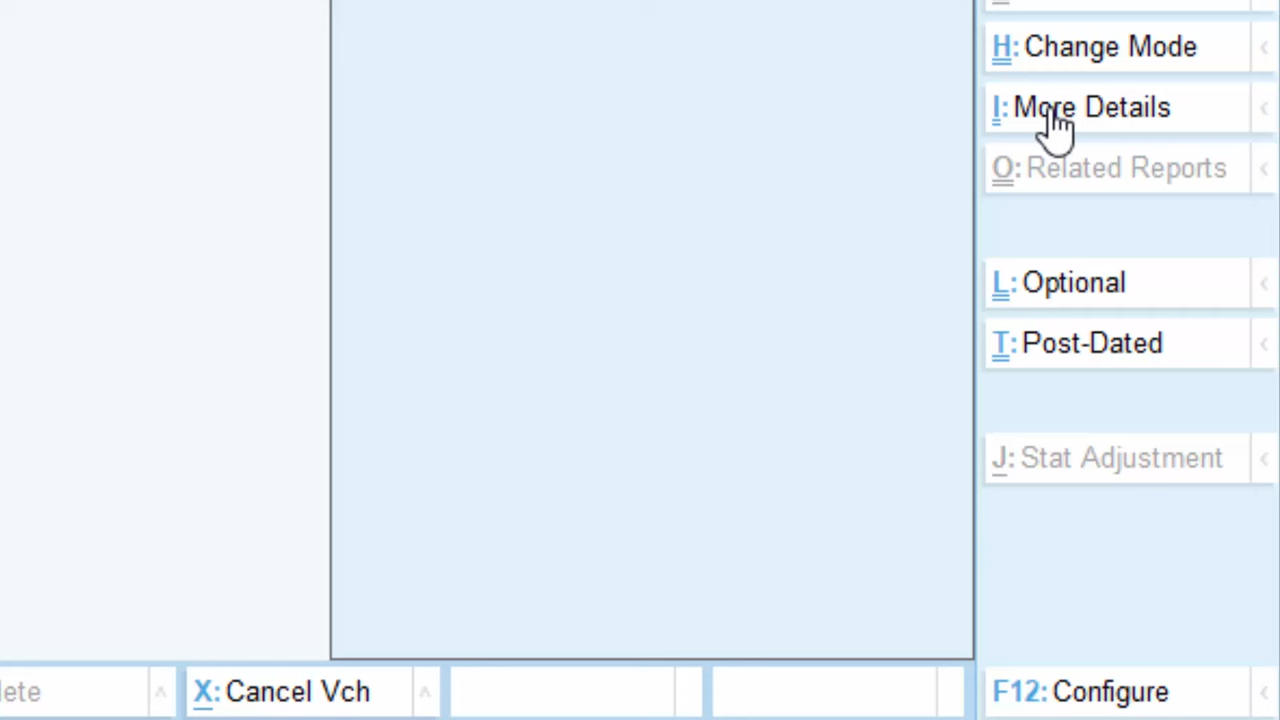 H: Change Mode
I: More Details
O: Related Reports
L: Optional
T: Post-Dated
J: Stat Adjustment
lete
X: Cancel Vch
F12: Configure